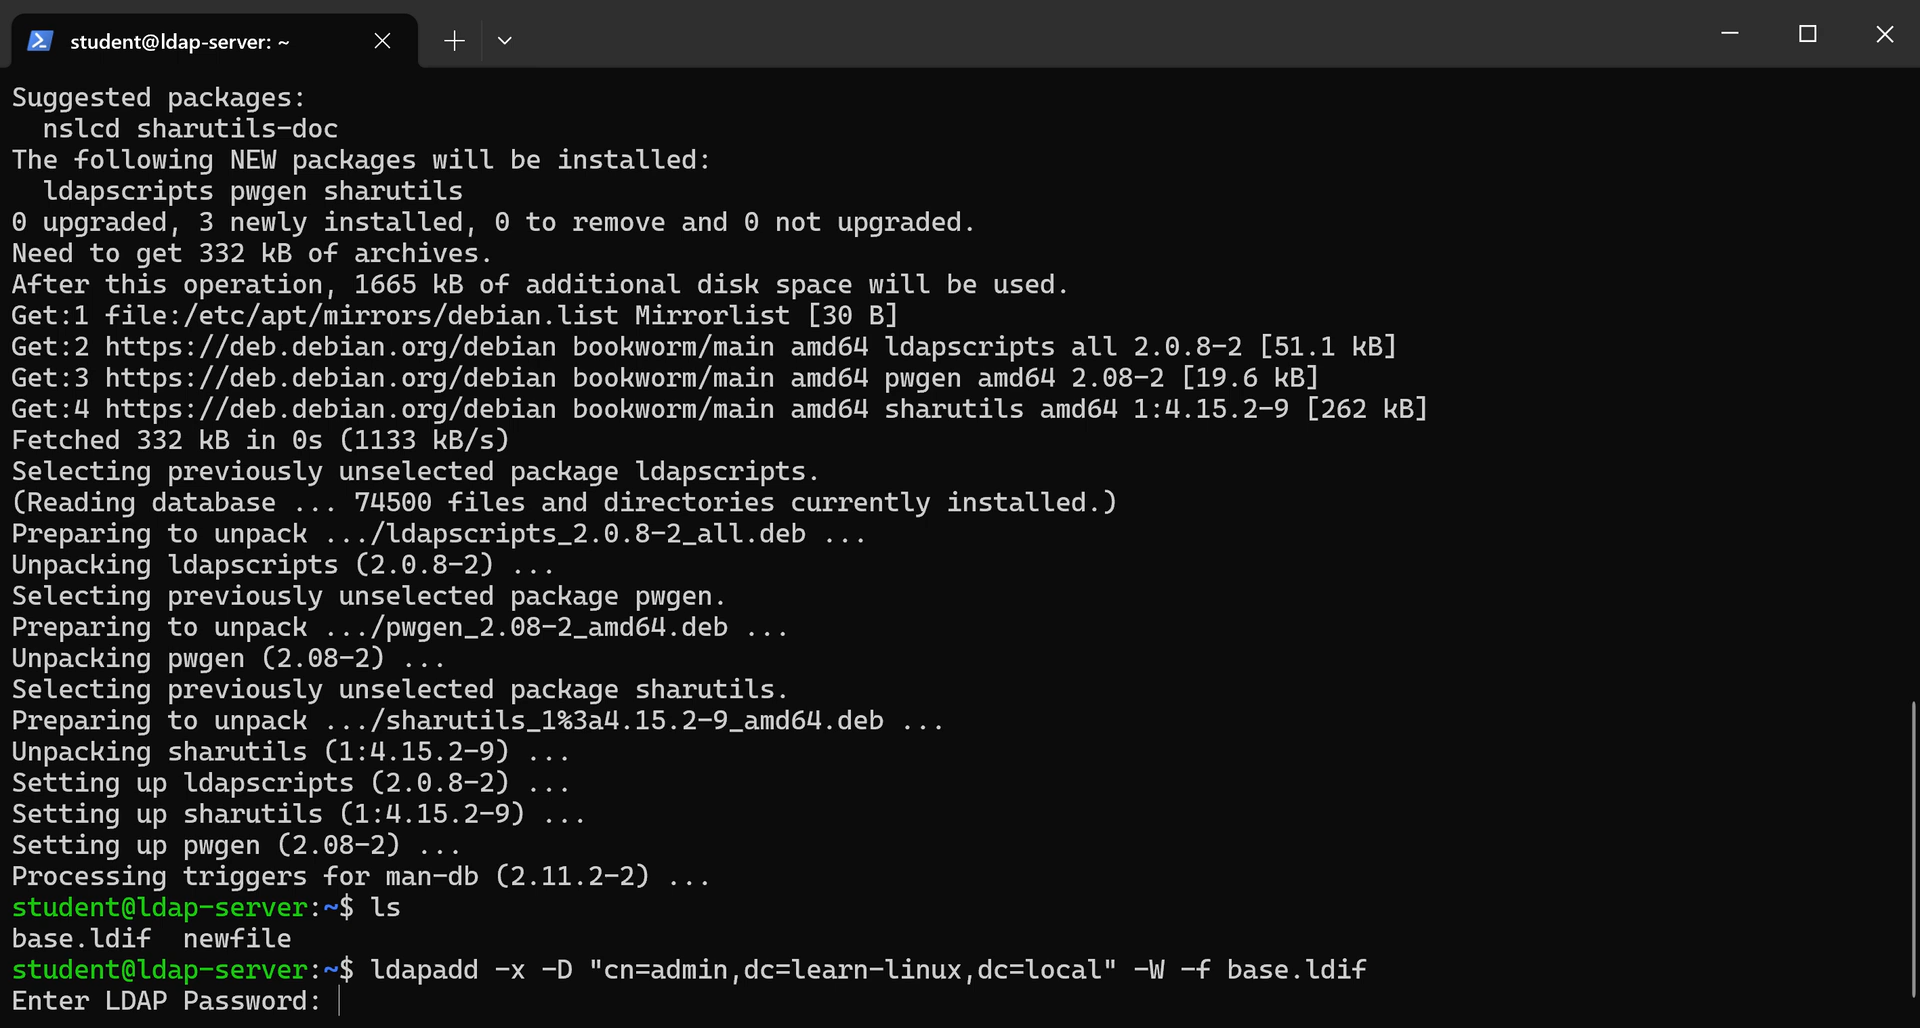 student@ldap-server: ~
Suggested packages:
  nslcd sharutils-doc
The following NEW packages will be installed:
  ldapscripts pwgen sharutils
0 upgraded, 3 newly installed, 0 to remove and 0 not upgraded.
Need to get 332 kB of archives.
After this operation, 1665 kB of additional disk space will be used.
Get:1 file:/etc/apt/mirrors/debian.list Mirrorlist [30 B]
Get:2 https://deb.debian.org/debian bookworm/main amd64 ldapscripts all 2.0.8-2 [51.1 kB]
Get:3 https://deb.debian.org/debian bookworm/main amd64 pwgen amd64 2.08-2 [19.6 kB]
Get:4 https://deb.debian.org/debian bookworm/main amd64 sharutils amd64 1:4.15.2-9 [262 kB]
Fetched 332 kB in 0s (1133 kB/s)
Selecting previously unselected package ldapscripts.
(Reading database ... 74500 files and directories currently installed.)
Preparing to unpack .../ldapscripts_2.0.8-2_all.deb ...
Unpacking ldapscripts (2.0.8-2) ...
Selecting previously unselected package pwgen.
Preparing to unpack .../pwgen_2.08-2_amd64.deb ...
Unpacking pwgen (2.08-2) ...
Selecting previously unselected package sharutils.
Preparing to unpack .../sharutils_1%3a4.15.2-9_amd64.deb ...
Unpacking sharutils (1:4.15.2-9) ...
Setting up ldapscripts (2.0.8-2) ...
Setting up sharutils (1:4.15.2-9) ...
Setting up pwgen (2.08-2) ...
Processing triggers for man-db (2.11.2-2) ...
student@ldap-server:~$ ls
base.ldif  newfile
student@ldap-server:~$ ldapadd -x -D "cn=admin,dc=learn-linux,dc=local" -W -f base.ldif
Enter LDAP Password: